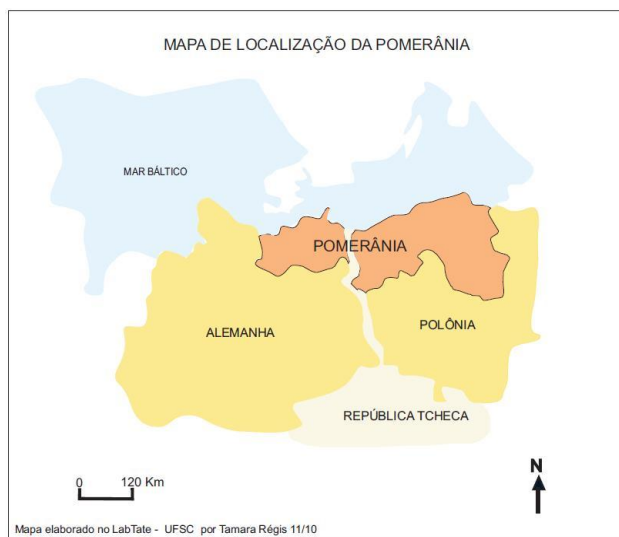 MAPA DE LOCALIZAÇÃO DA POMERÂNIA
MAR BÁLTICO
POMERÂNIA
ALEMANHA
POLÔNIA
REPÚBLICA TCHECA
0 120 Km
N
Mapa elaborado no LabTate - UFSC por Tamara Régis 11/10